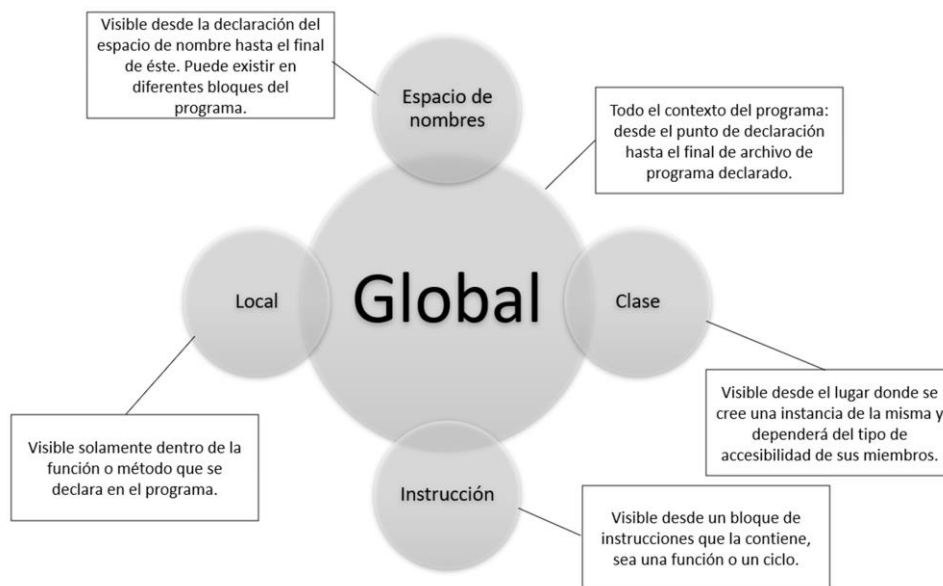 Visible desde la declaración del
espacio de nombre hasta el final
de éste. Puede existir en
diferentes bloques del
programa.
Espacio de
nombres
Todo el contexto del programa:
desde el punto de declaración
hasta el final de archivo de
programa declarado.
Local
Global
Clase
Visible desde el lugar donde se
cree una instancia de la misma y
dependerá del tipo de
accesibilidad de sus miembros.
Visible solamente dentro de la
función o método que se
declara en el programa.
Instrucción
Visible desde un bloque de
instrucciones que la contiene,
sea una función o un ciclo.